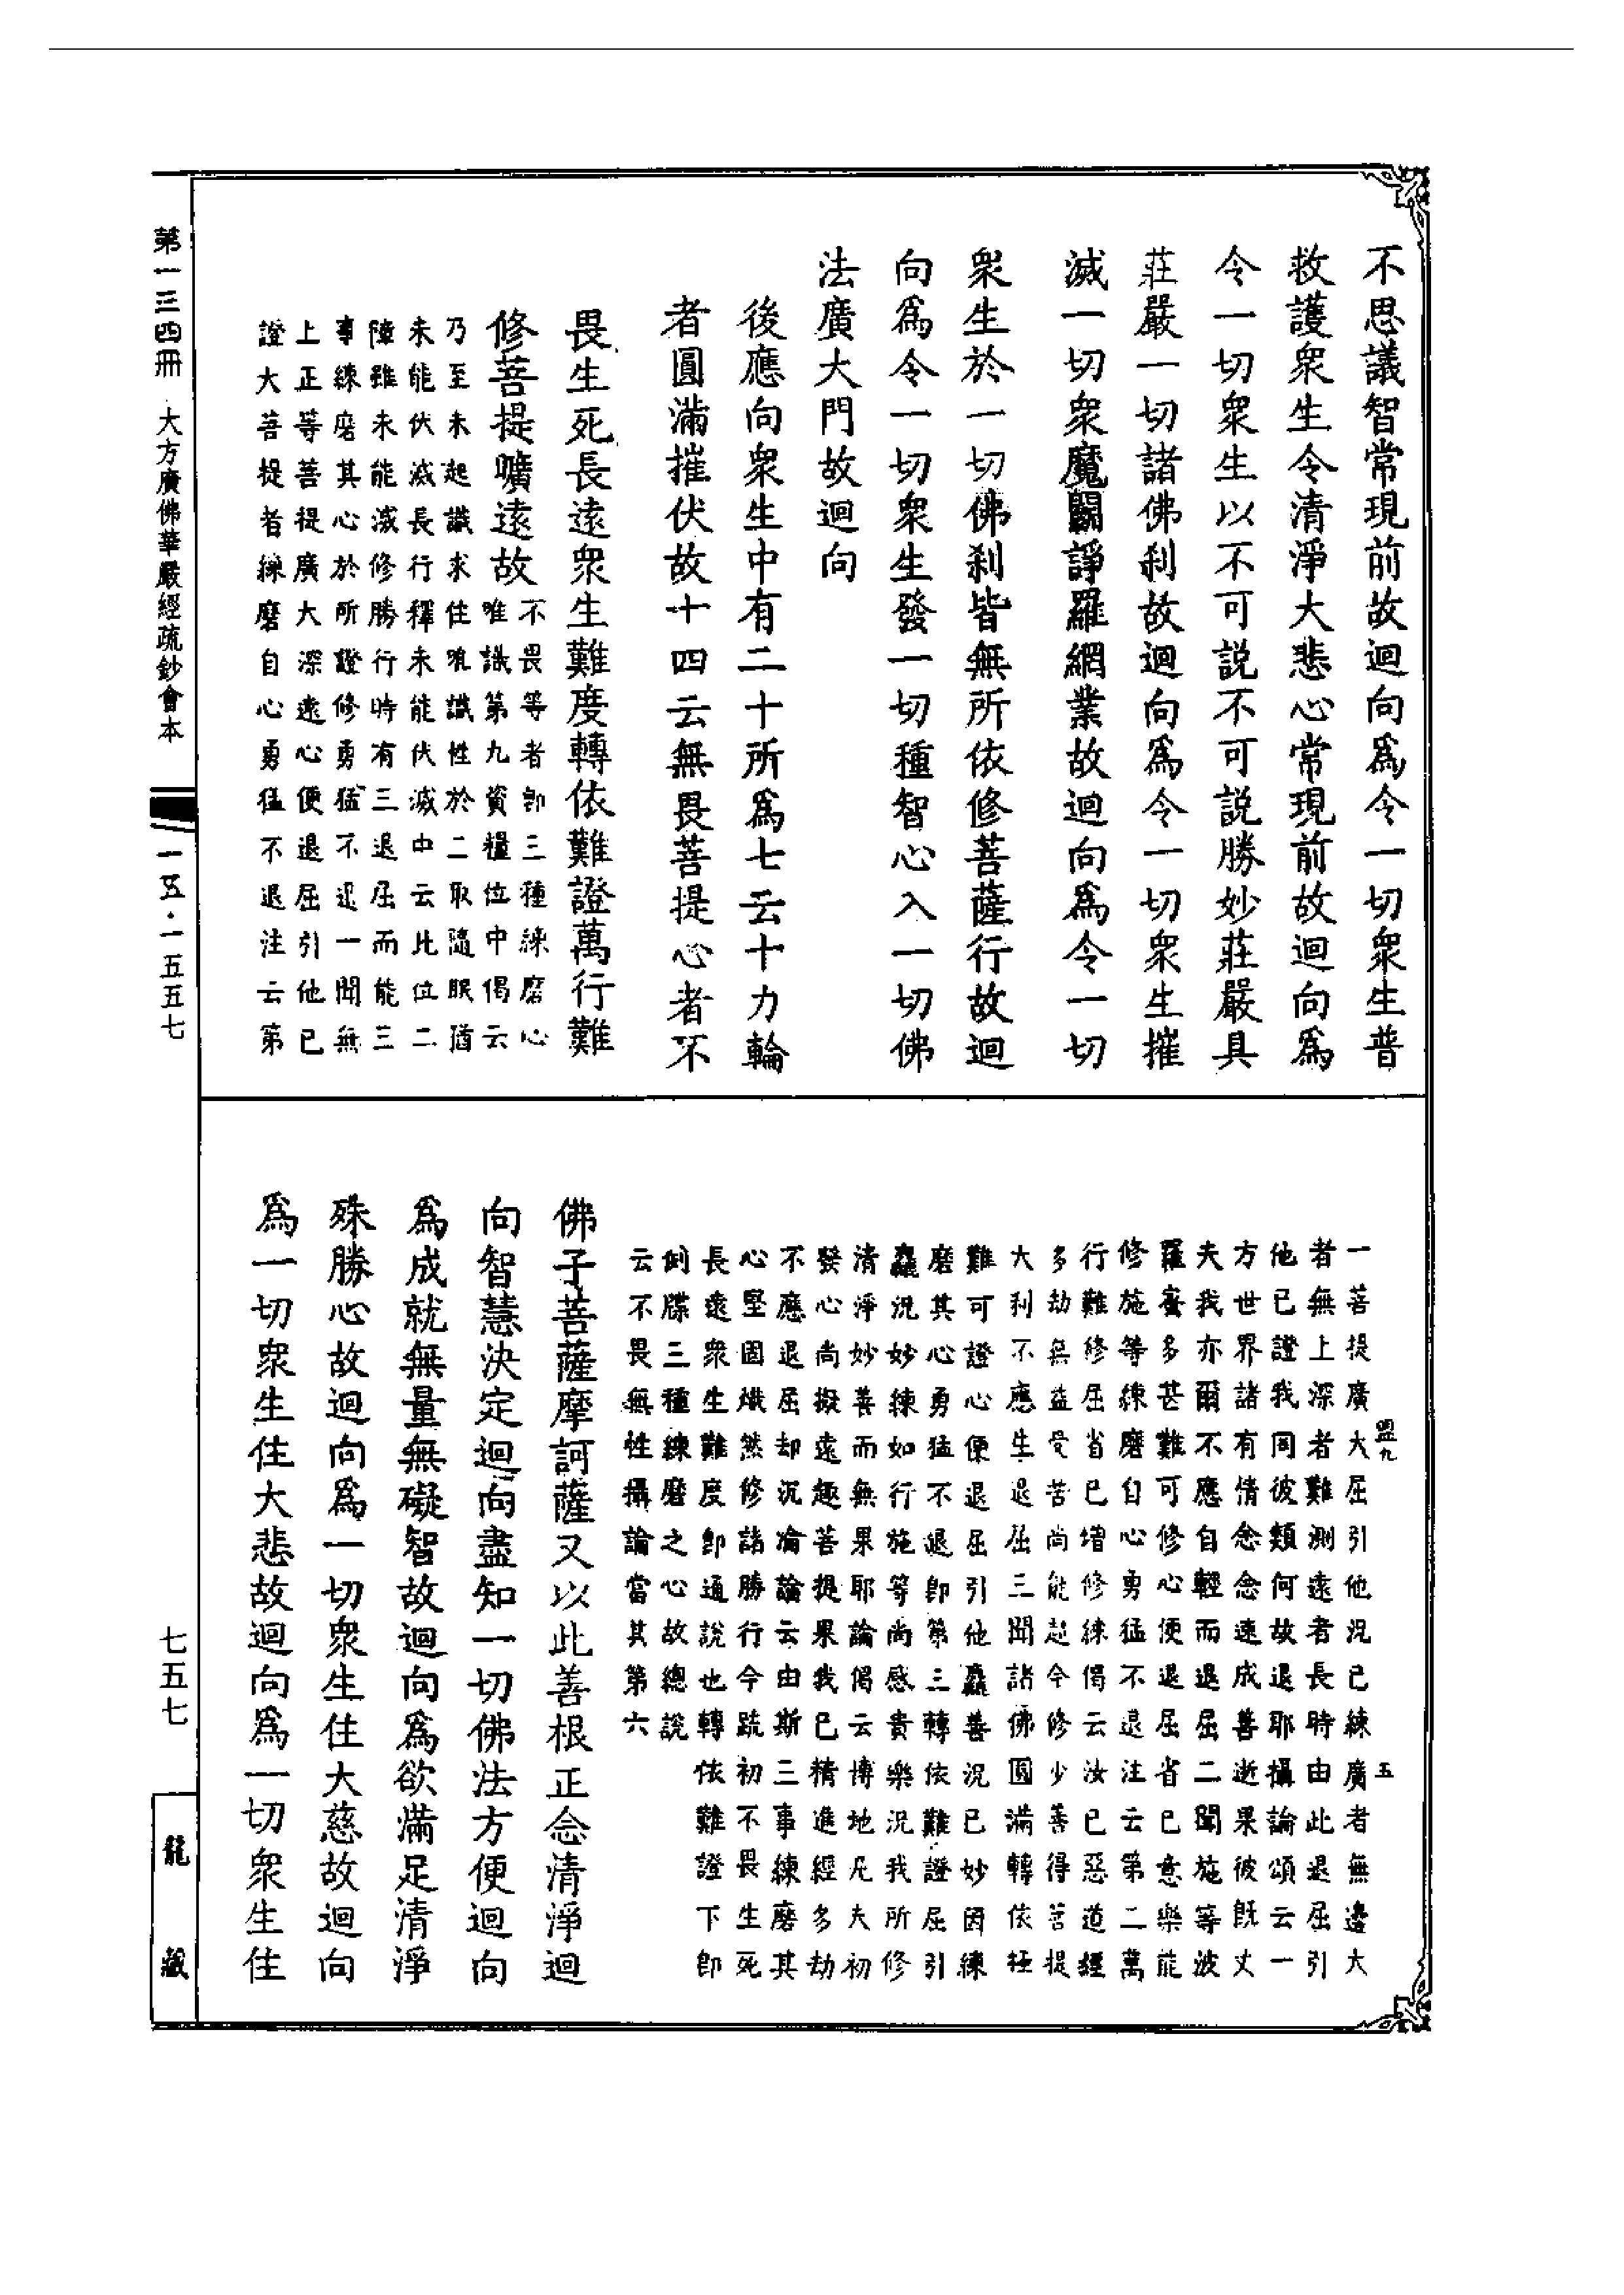 不思議智常現前故迴向爲令一切衆生普
救護衆生令清淨大悲心常現前故迴向爲
令一切衆生以不可說不可說勝妙莊嚴具
莊嚴一切諸佛刹故迴向爲令一切衆生摧
滅一切衆魔鬭諍羅網業故迴向爲令一切
衆生於一切佛刹皆無所依修菩薩行故迴
向爲令一切衆生發一切種智心入一切佛
法廣大門故迴向
後應向衆生中有二十所爲七云十力輪
者圓滿摧伏故十四云無畏菩提心者不
畏生死長遠衆生難度轉依難證萬行難
修菩提曠遠故
不畏等者卽三種練磨心
唯識第九資糧位中偈云
乃至未起識求住唯識性於二取隨眠猶
未能伏滅長行釋未能伏滅中云此位二
障雖未能滅修勝行時有三退屈而能三
事練磨其心於所證修勇猛不退一聞無
上正等菩提廣大深遠心便退屈引他已
證大菩提者練磨自心勇猛不退注云第
一菩提廣大屈引他況已練廣者無邊大
者無上深者難測遠者長時由此退屈引
他已證我同彼類何故退耶攝論頌云一
方世界諸有情念念速成善逝果彼既丈
夫我亦爾不應自輕而退屈二聞施等波
羅蜜多甚難可修心便退屈省已意樂能
修施等練磨自心勇猛不退注云第二萬
行難修屈省已增修練偈云汝已惡道經
多劫無益受苦尚能起今修少善得菩提
大利不應生退屈三聞諸佛圓滿轉依極
難可證心便退屈引他麤善況已妙因練
磨其心勇猛不退卽第三轉依難證屈引
麤況妙練如行施等尚感貴樂況我所修
清淨妙善而無果耶論偈云博地凡夫初
發心尚擬遠趣菩提果我已精進經多劫
不應退屈却沉淪論云由斯三事練磨其
心堅固熾然修諸勝行今疏初不畏生死
長遠衆生難度卽通說也轉依難證下卽
倒牒三種練磨之心故總說
云不畏無性攝論當其第六
佛子菩薩摩訶薩又以此善根正念清淨迴
向智慧決定迴向盡知一切佛法方便迴向
爲成就無量無礙智故迴向爲欲滿足清淨
殊勝心故迴向爲一切衆生住大慈故迴向
爲一切衆生住大悲故迴向爲一切衆生住
盟九
五
第一三四冊 大方廣佛華嚴經疏鈔會本
一五·一五五七
七五七
龍藏